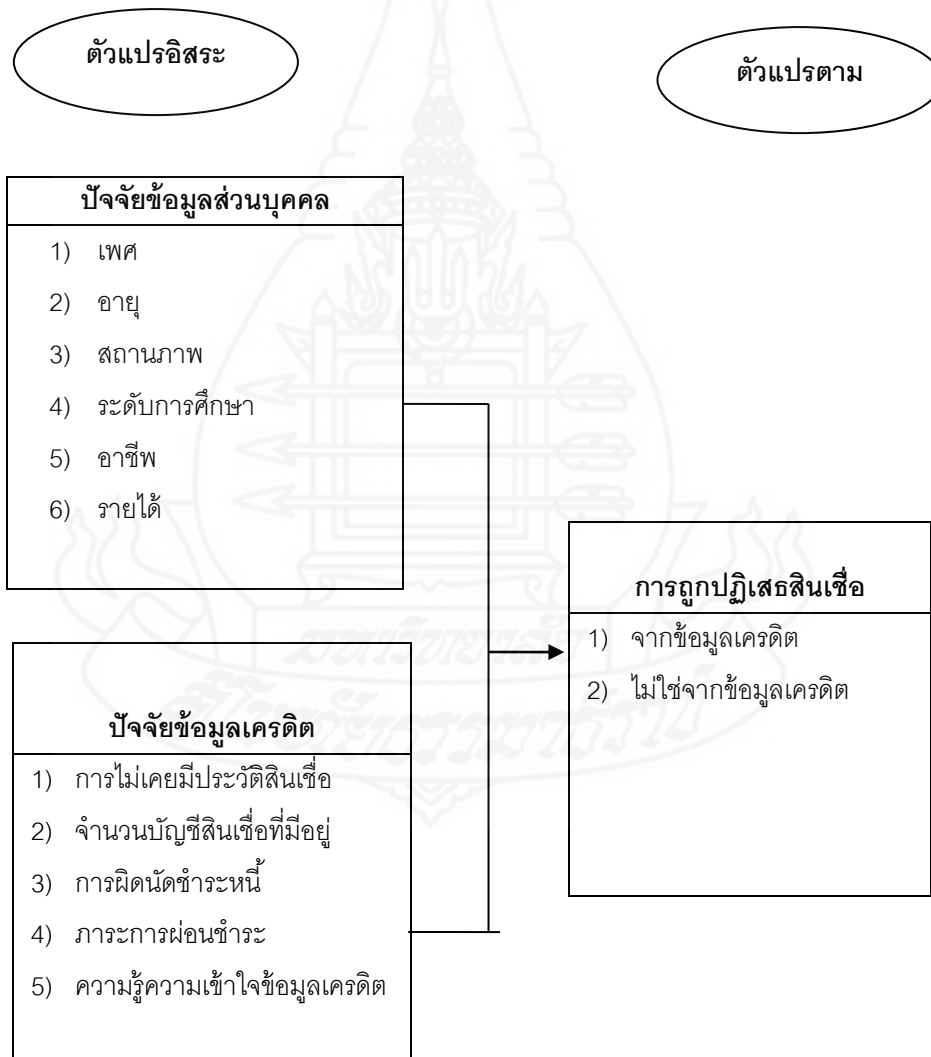 ตัวแปรอิสระ
ตัวแปรตาม
ปัจจัยข้อมูลส่วนบุคคล
1) เพศ
2) อายุ
3) สถานภาพ
4) ระดับการศึกษา
5) อาชีพ
6) รายได้
ปัจจัยข้อมูลเครดิต
1) การไม่เคยมีประวัติสินเชื่อ
2) จำนวนบัญชีสินเชื่อที่มีอยู่
3) การผิดนัดชำระหนี้
4) ภาระการผ่อนชำระ
5) ความรู้ความเข้าใจข้อมูลเครดิต
การถูกปฏิเสธสินเชื่อ
1) จากข้อมูลเครดิต
2) ไม่ใช่จากข้อมูลเครดิต